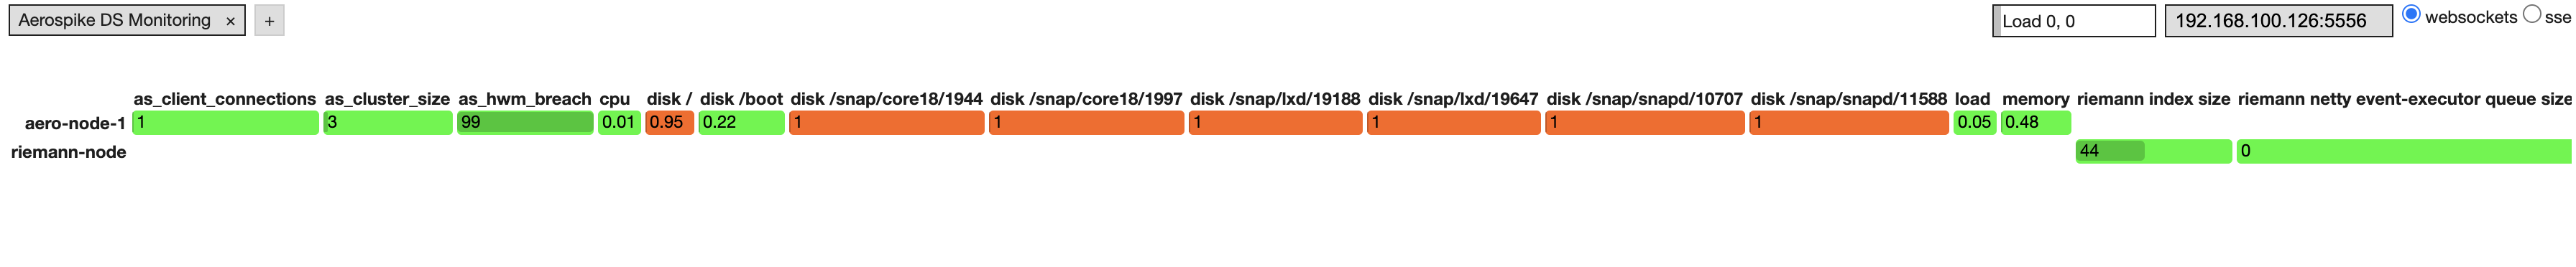 Aerospike DS Monitoring × + Load 0, 0 192.168.100.126:5556 websockets sse
as_client_connections as_cluster_size as_hwm_breach cpu disk / disk /boot disk /snap/core18/1944 disk /snap/core18/1997 disk /snap/lxd/19188 disk /snap/lxd/19647 disk /snap/snapd/10707 disk /snap/snapd/11588 load memory riemann index size riemann netty event-executor queue size
aero-node-1 1 3 99 0.01 0.95 0.22 1 1 1 1 1 1 0.05 0.48
riemann-node 44 0